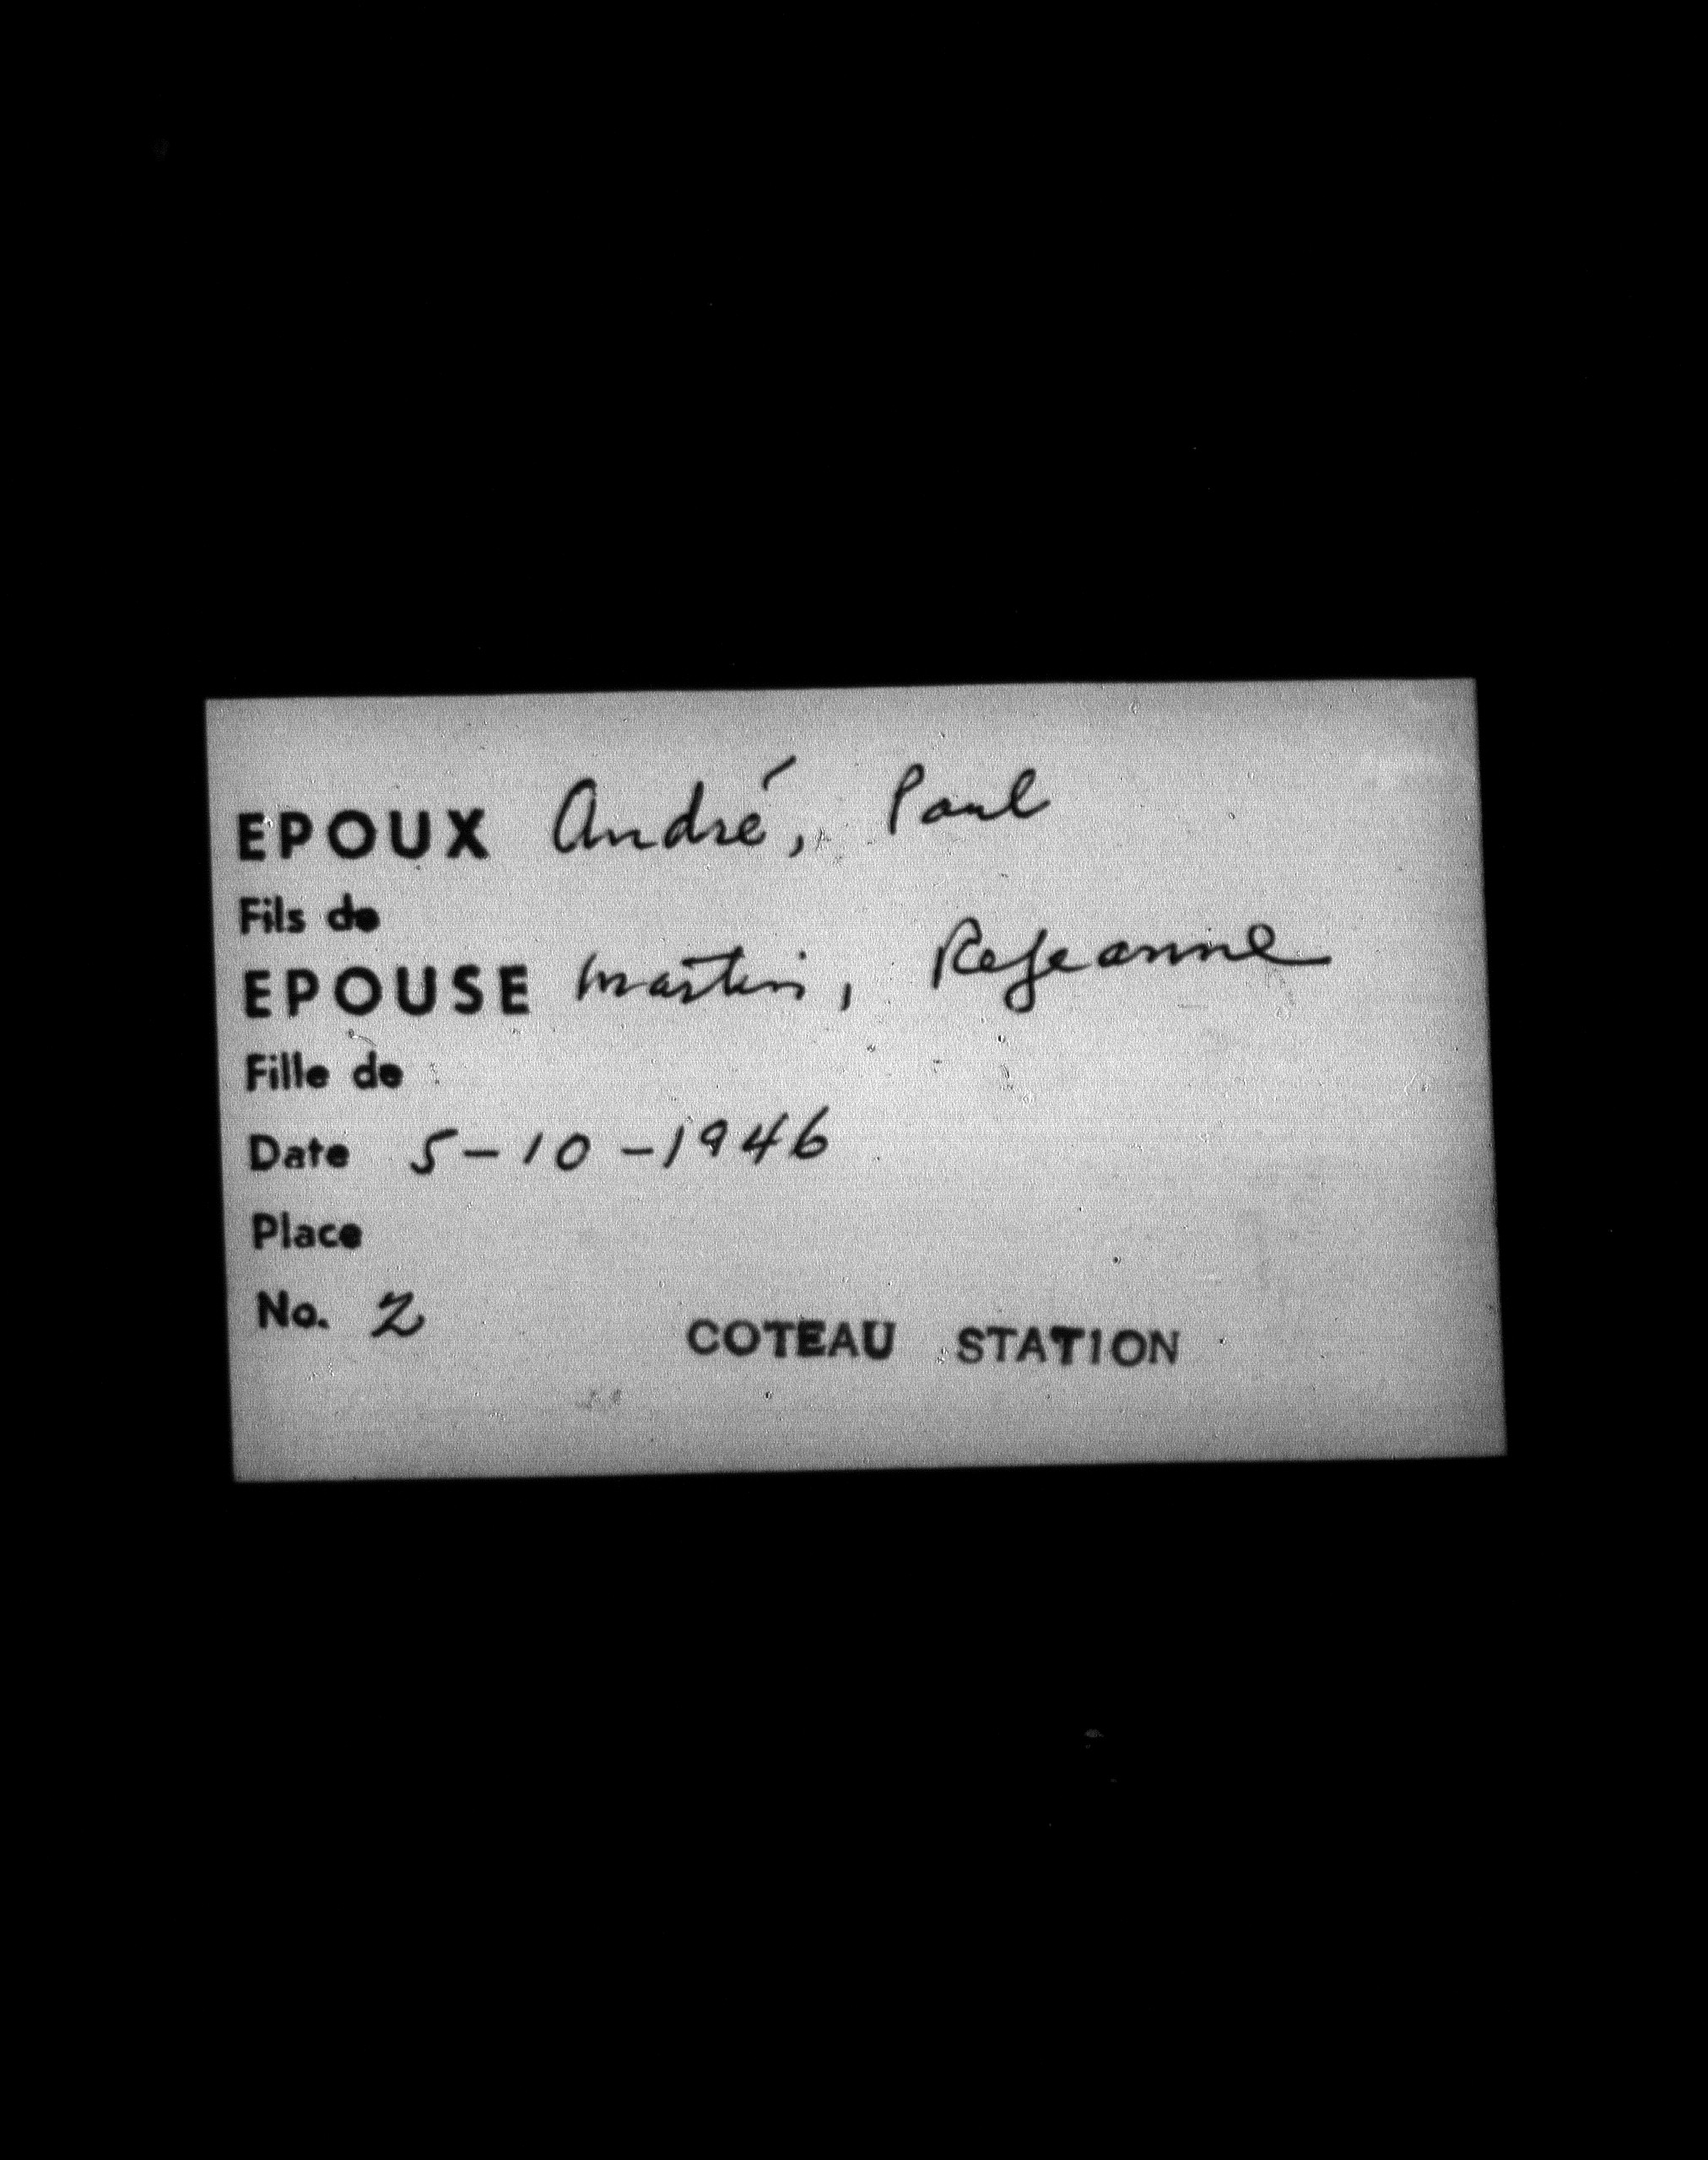 EPOUX André, Paul
Fils de
EPOUSE Martin, Rejeanne
Fille de
Date 5-10-1946
Place
No. 2
COTEAU STATION